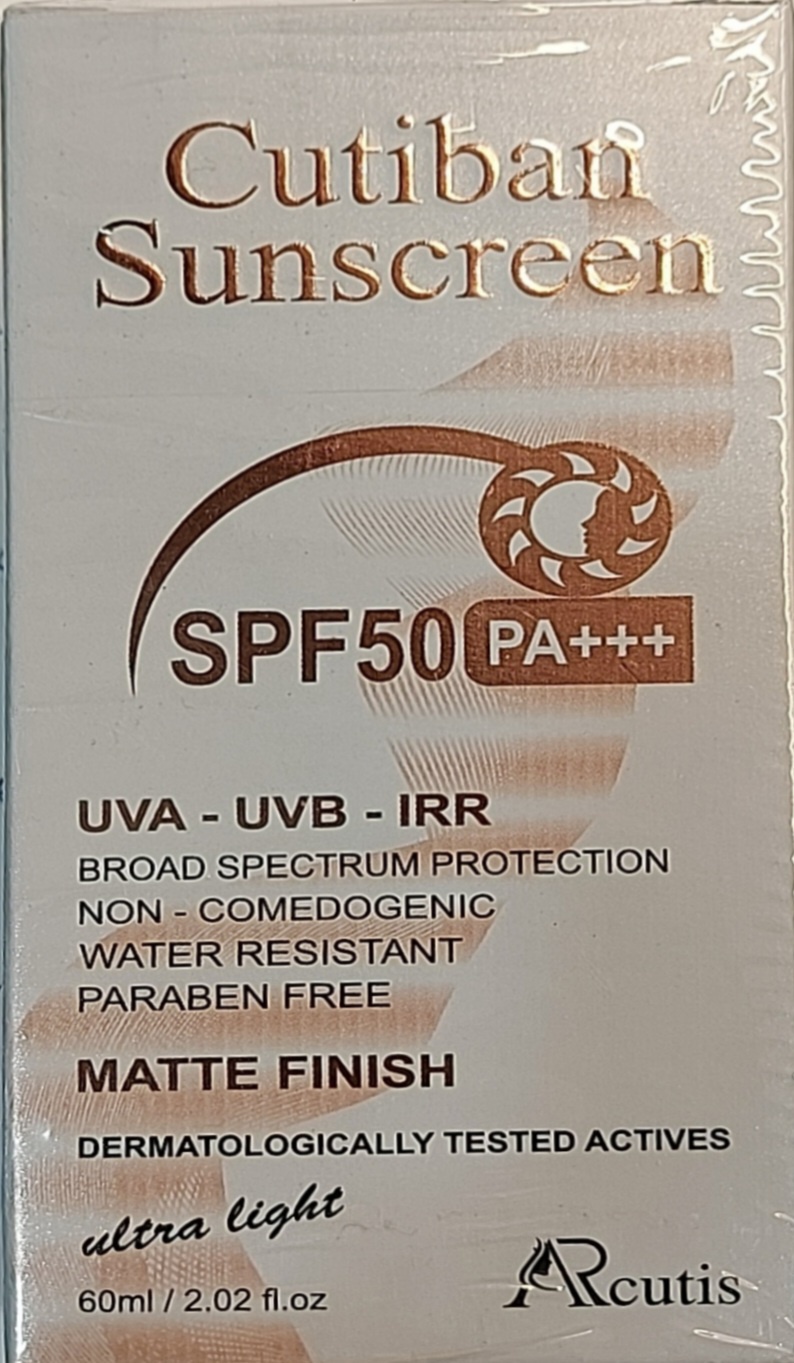 Cutiban
Sunscreen
SPF50 PA+++
UVA - UVB - IRR
BROAD SPECTRUM PROTECTION
NON - COMEDOGENIC
WATER RESISTANT
PARABEN FREE
MATTE FINISH
DERMATOLOGICALLY TESTED ACTIVES
ultra light
60ml / 2.02 fl.oz
ARcutis